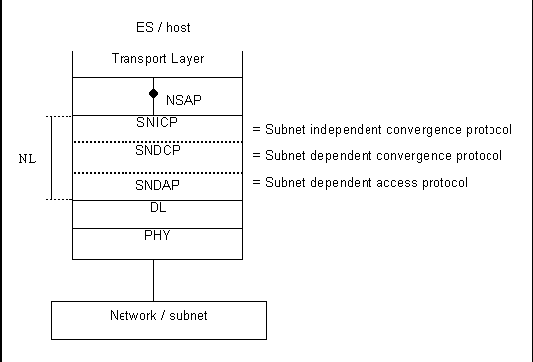 ES / host
Transport Layer
NSAP
SNICP
= Subnet independent convergence protocol
SNDCP
= Subnet dependent convergence protocol
NL
SNDAP
= Subnet dependent access protocol
DL
PHY
Network / subnet